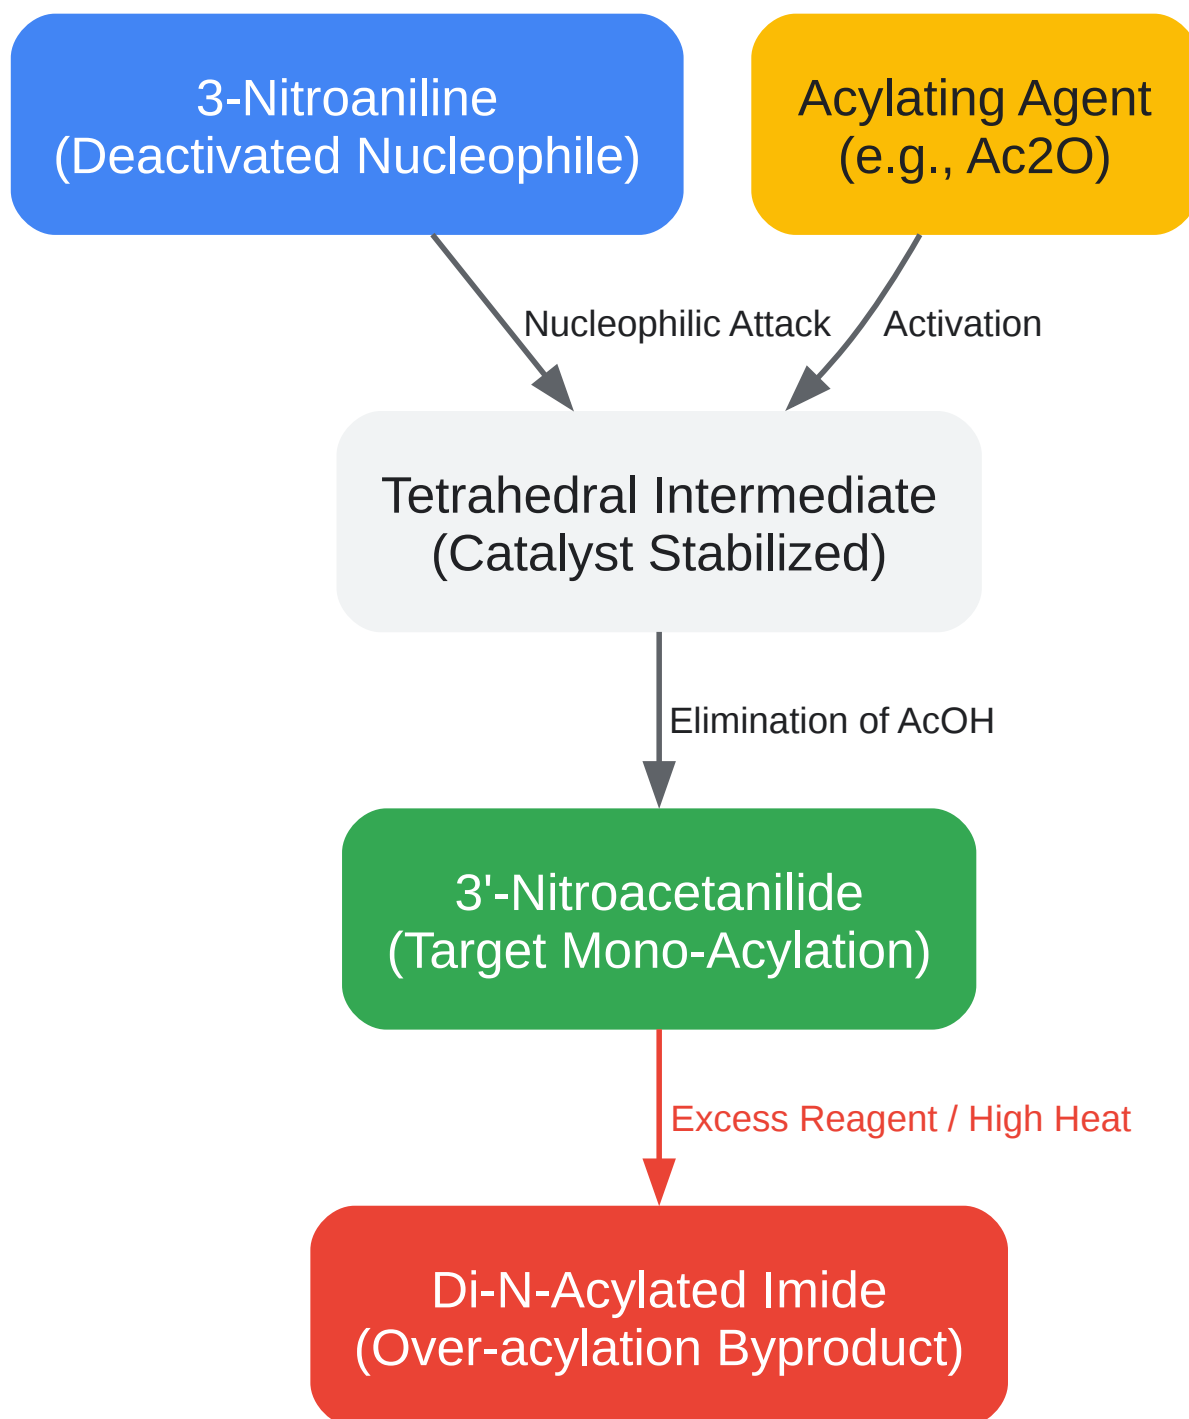 3-Nitroaniline
(Deactivated Nucleophile)
Acylating Agent
(e.g., Ac2O)
Nucleophilic Attack
Activation
Tetrahedral Intermediate
(Catalyst Stabilized)
Elimination of AcOH
3'-Nitroacetanilide
(Target Mono-Acylation)
Excess Reagent / High Heat
Di-N-Acylated Imide
(Over-acylation Byproduct)